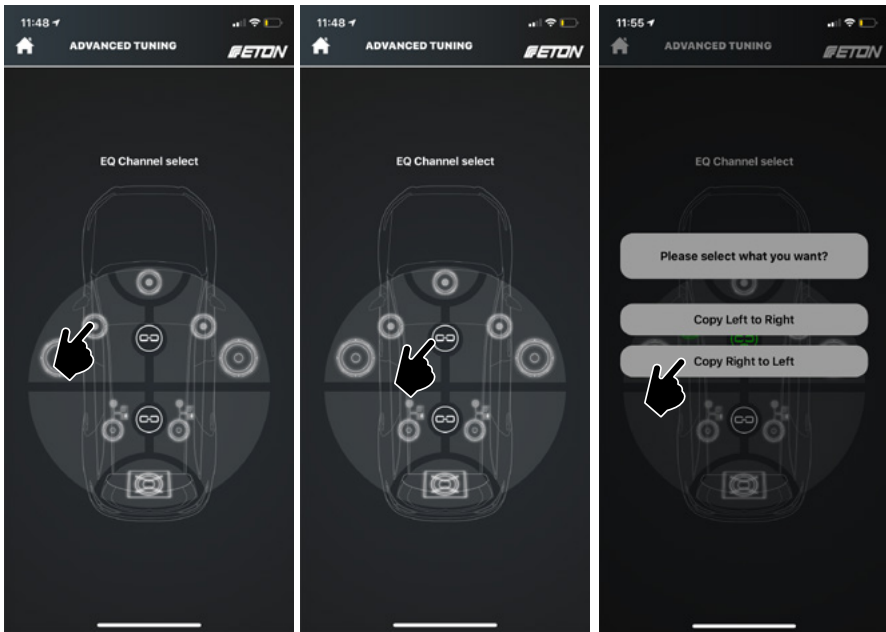 11:48
ADVANCED TUNING
ETON
EQ Channel select
11:48
ADVANCED TUNING
ETON
EQ Channel select
11:55
ADVANCED TUNING
ETON
EQ Channel select
Please select what you want?
Copy Left to Right
Copy Right to Left